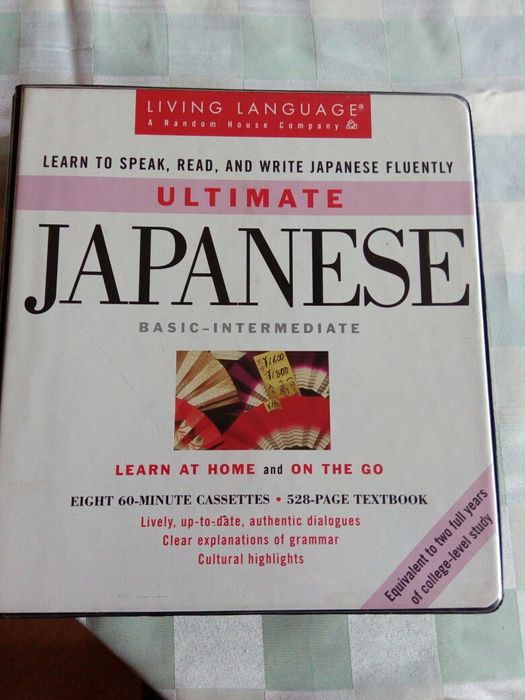 LIVING LANGUAGE®
A Random House Company
LEARN TO SPEAK, READ, AND WRITE JAPANESE FLUENTLY
ULTIMATE
JAPANESE
BASIC–INTERMEDIATE
¥1600
¥1800
LEARN AT HOME and ON THE GO
EIGHT 60-MINUTE CASSETTES • 528-PAGE TEXTBOOK
Lively, up-to-date, authentic dialogues
Clear explanations of grammar
Cultural highlights
Equivalent to two full years
of college-level study